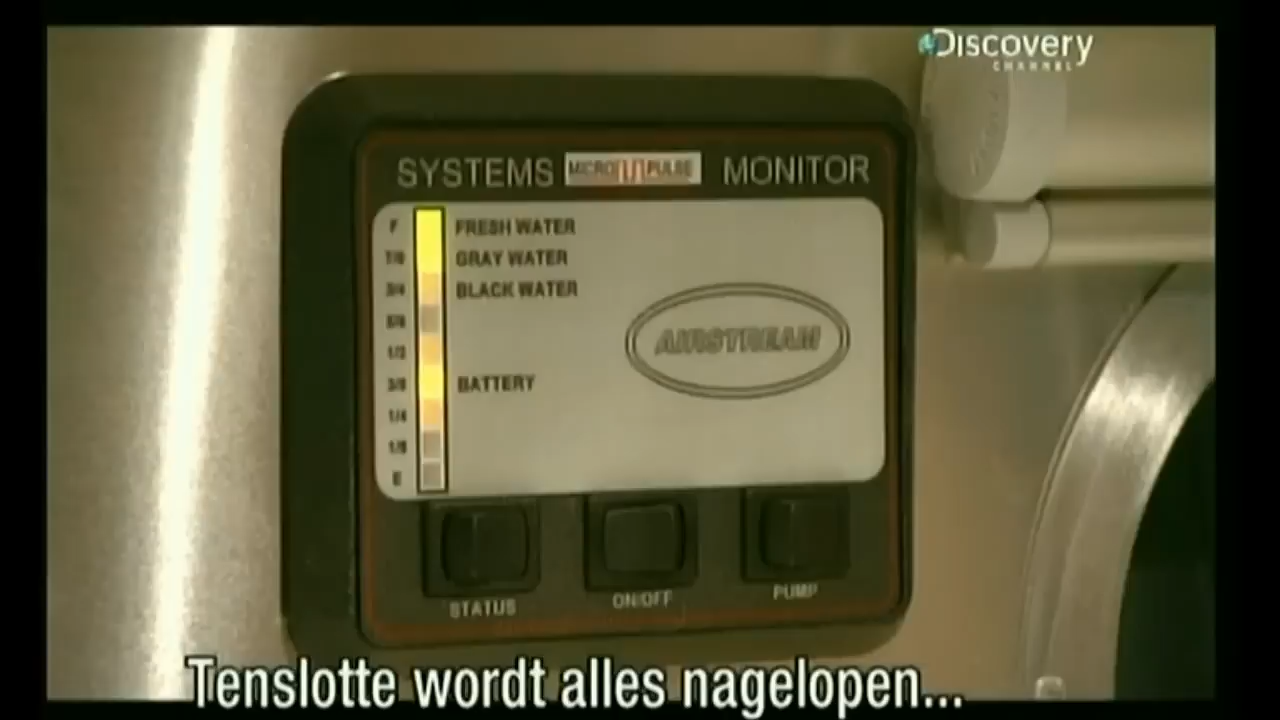 Discovery
CHANNEL
SYSTEMS MICRO PULSE MONITOR
F FRESH WATER
7/8 GRAY WATER
3/4 BLACK WATER
5/8
1/2
3/8 BATTERY
1/4
1/8
E
AIRSTREAM
STATUS ON/OFF PUMP
Tenslotte wordt alles nagelopen...